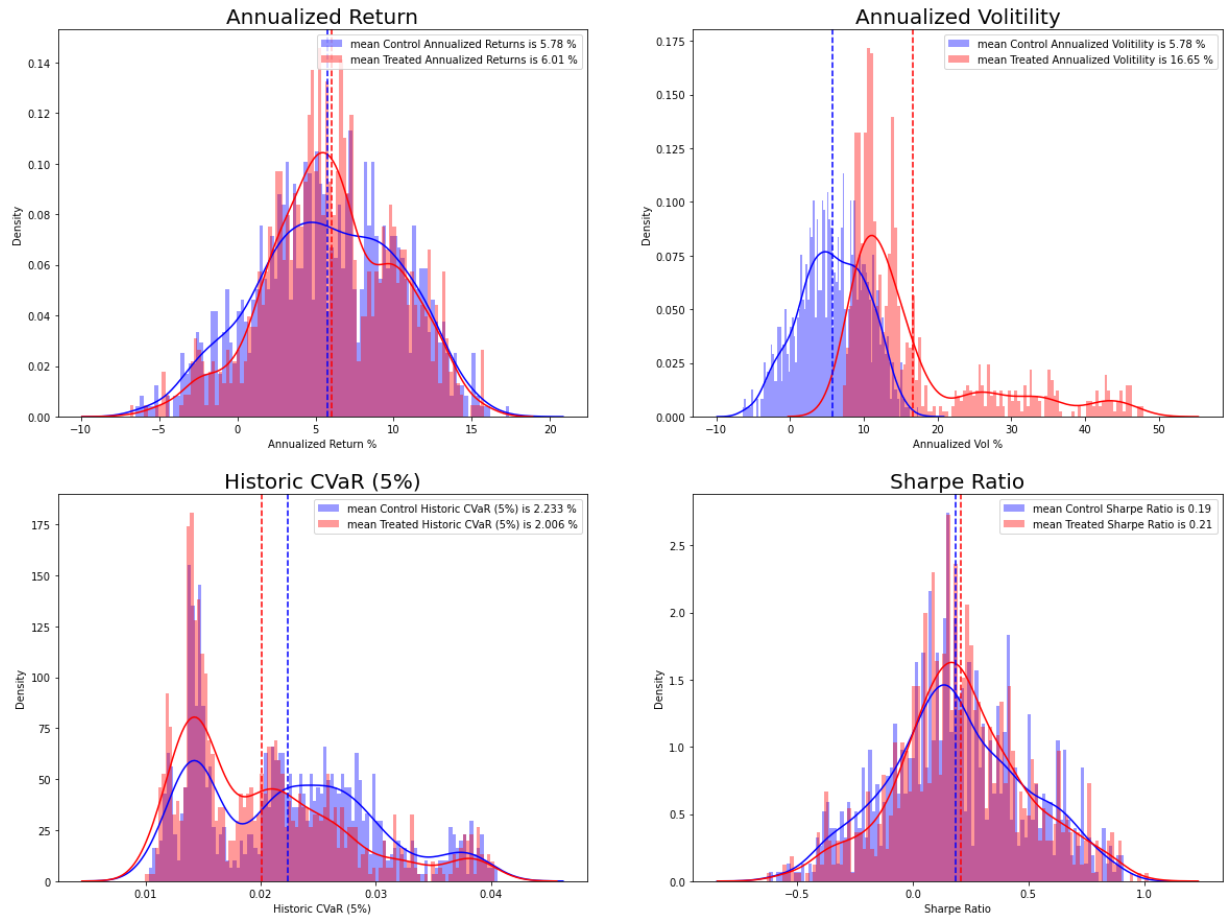 Annualized Return
mean Control Annualized Returns is 5.78 %
mean Treated Annualized Returns is 6.01 %
0.14
0.12
0.10
0.08
0.06
0.04
0.02
0.00
Density
-10
-5
0
5
10
15
20
Annualized Return %
Annualized Volitility
mean Control Annualized Volitility is 5.78 %
mean Treated Annualized Volitility is 16.65 %
0.175
0.150
0.125
0.100
0.075
0.050
0.025
0.000
Density
-10
0
10
20
30
40
50
Annualized Vol %
Historic CVaR (5%)
mean Control Historic CVaR (5%) is 2.233 %
mean Treated Historic CVaR (5%) is 2.006 %
175
150
125
100
75
50
25
0
Density
0.01
0.02
0.03
0.04
Historic CVaR (5%)
Sharpe Ratio
mean Control Sharpe Ratio is 0.19
mean Treated Sharpe Ratio is 0.21
2.5
2.0
1.5
1.0
0.5
0.0
Density
-0.5
0.0
0.5
1.0
Sharpe Ratio